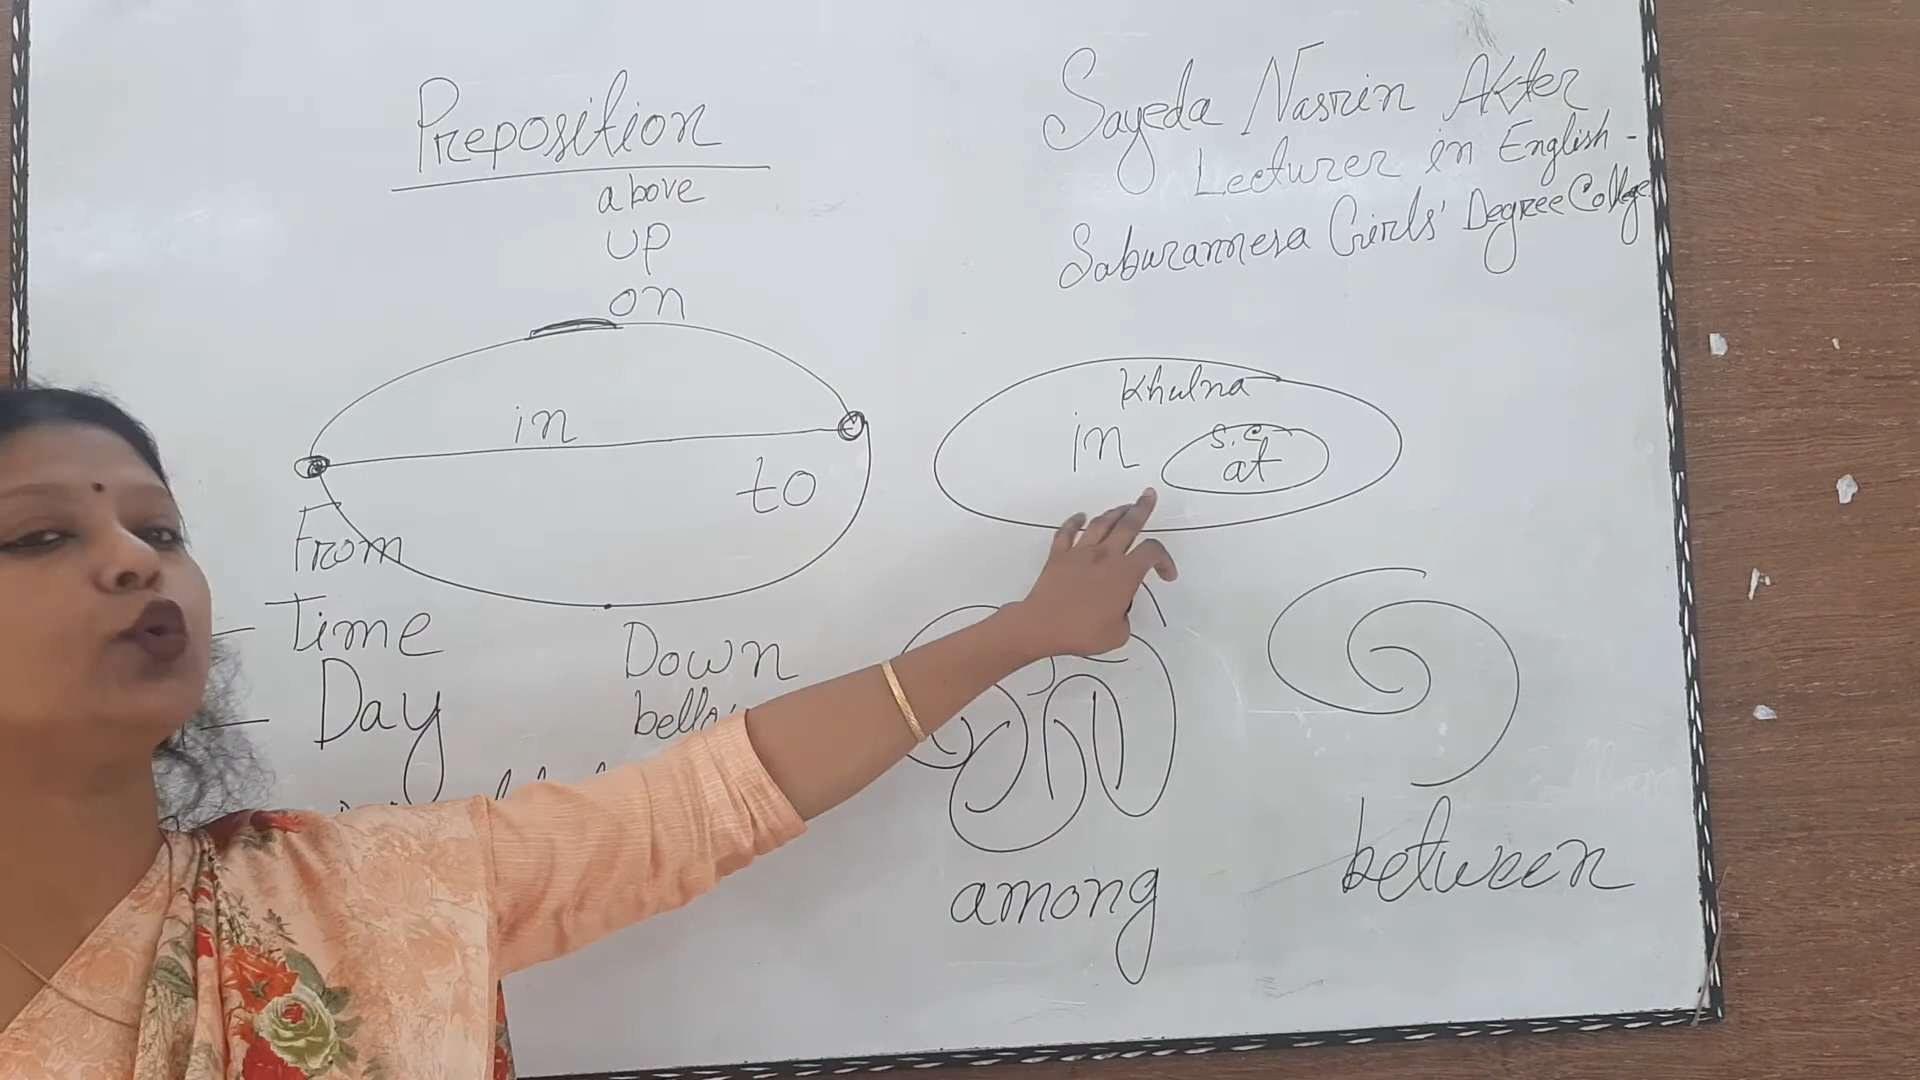 Preposition
above
up
on
in
to
From
Time
Day
Down
Sayeda Nasrin Akter
Lecturer in English -
Saburannesa Girls' Degree College
Khulna
in
S.C
at
among
between